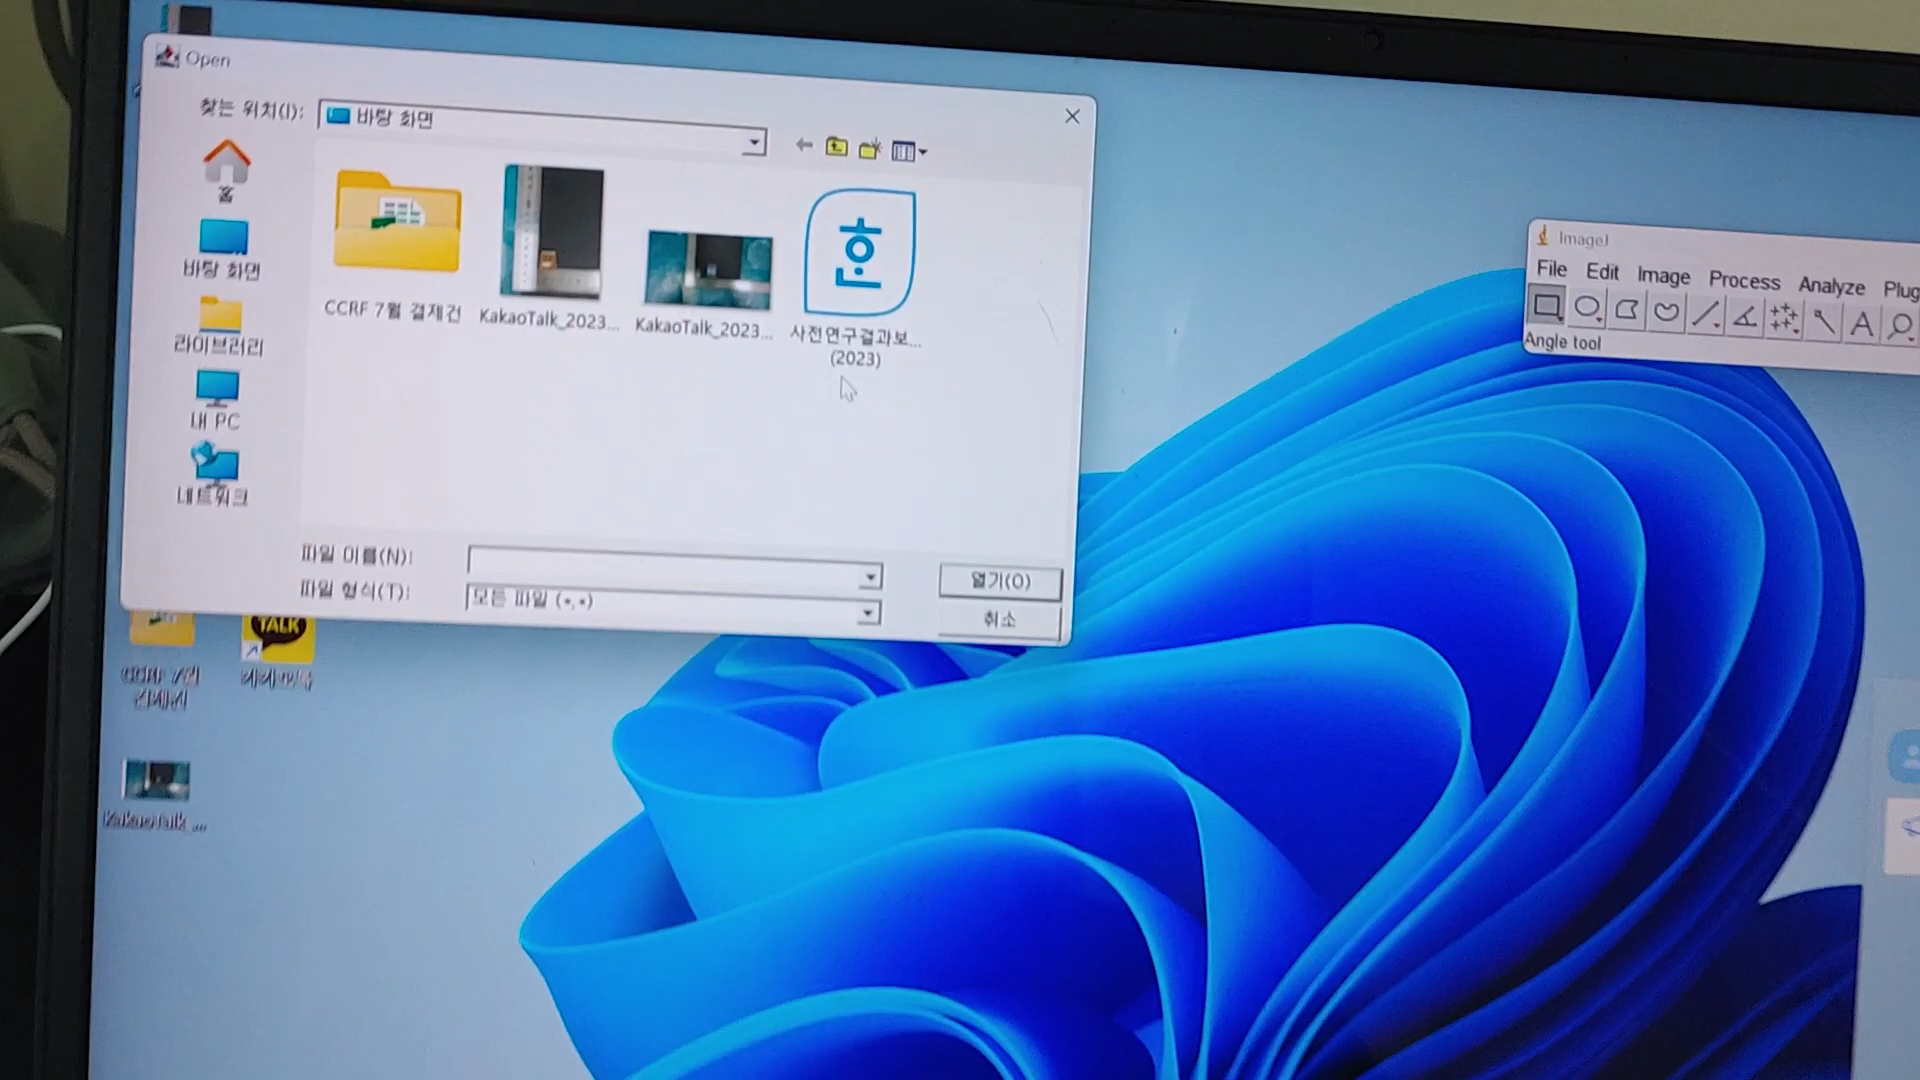 Open
찾는 위치(I):
바탕 화면
홈
바탕 화면
라이브러리
내 PC
네트워크
CCRF 7월 결제건
KakaoTalk_2023...
KakaoTalk_2023...
한
사전연구결과보...
(2023)
파일 이름(N):
파일 형식(T):
모든 파일 (*.*)
열기(O)
취소
ImageJ
File Edit Image Process Analyze Plug
A
Angle tool
TALK
KakaoTalk_...